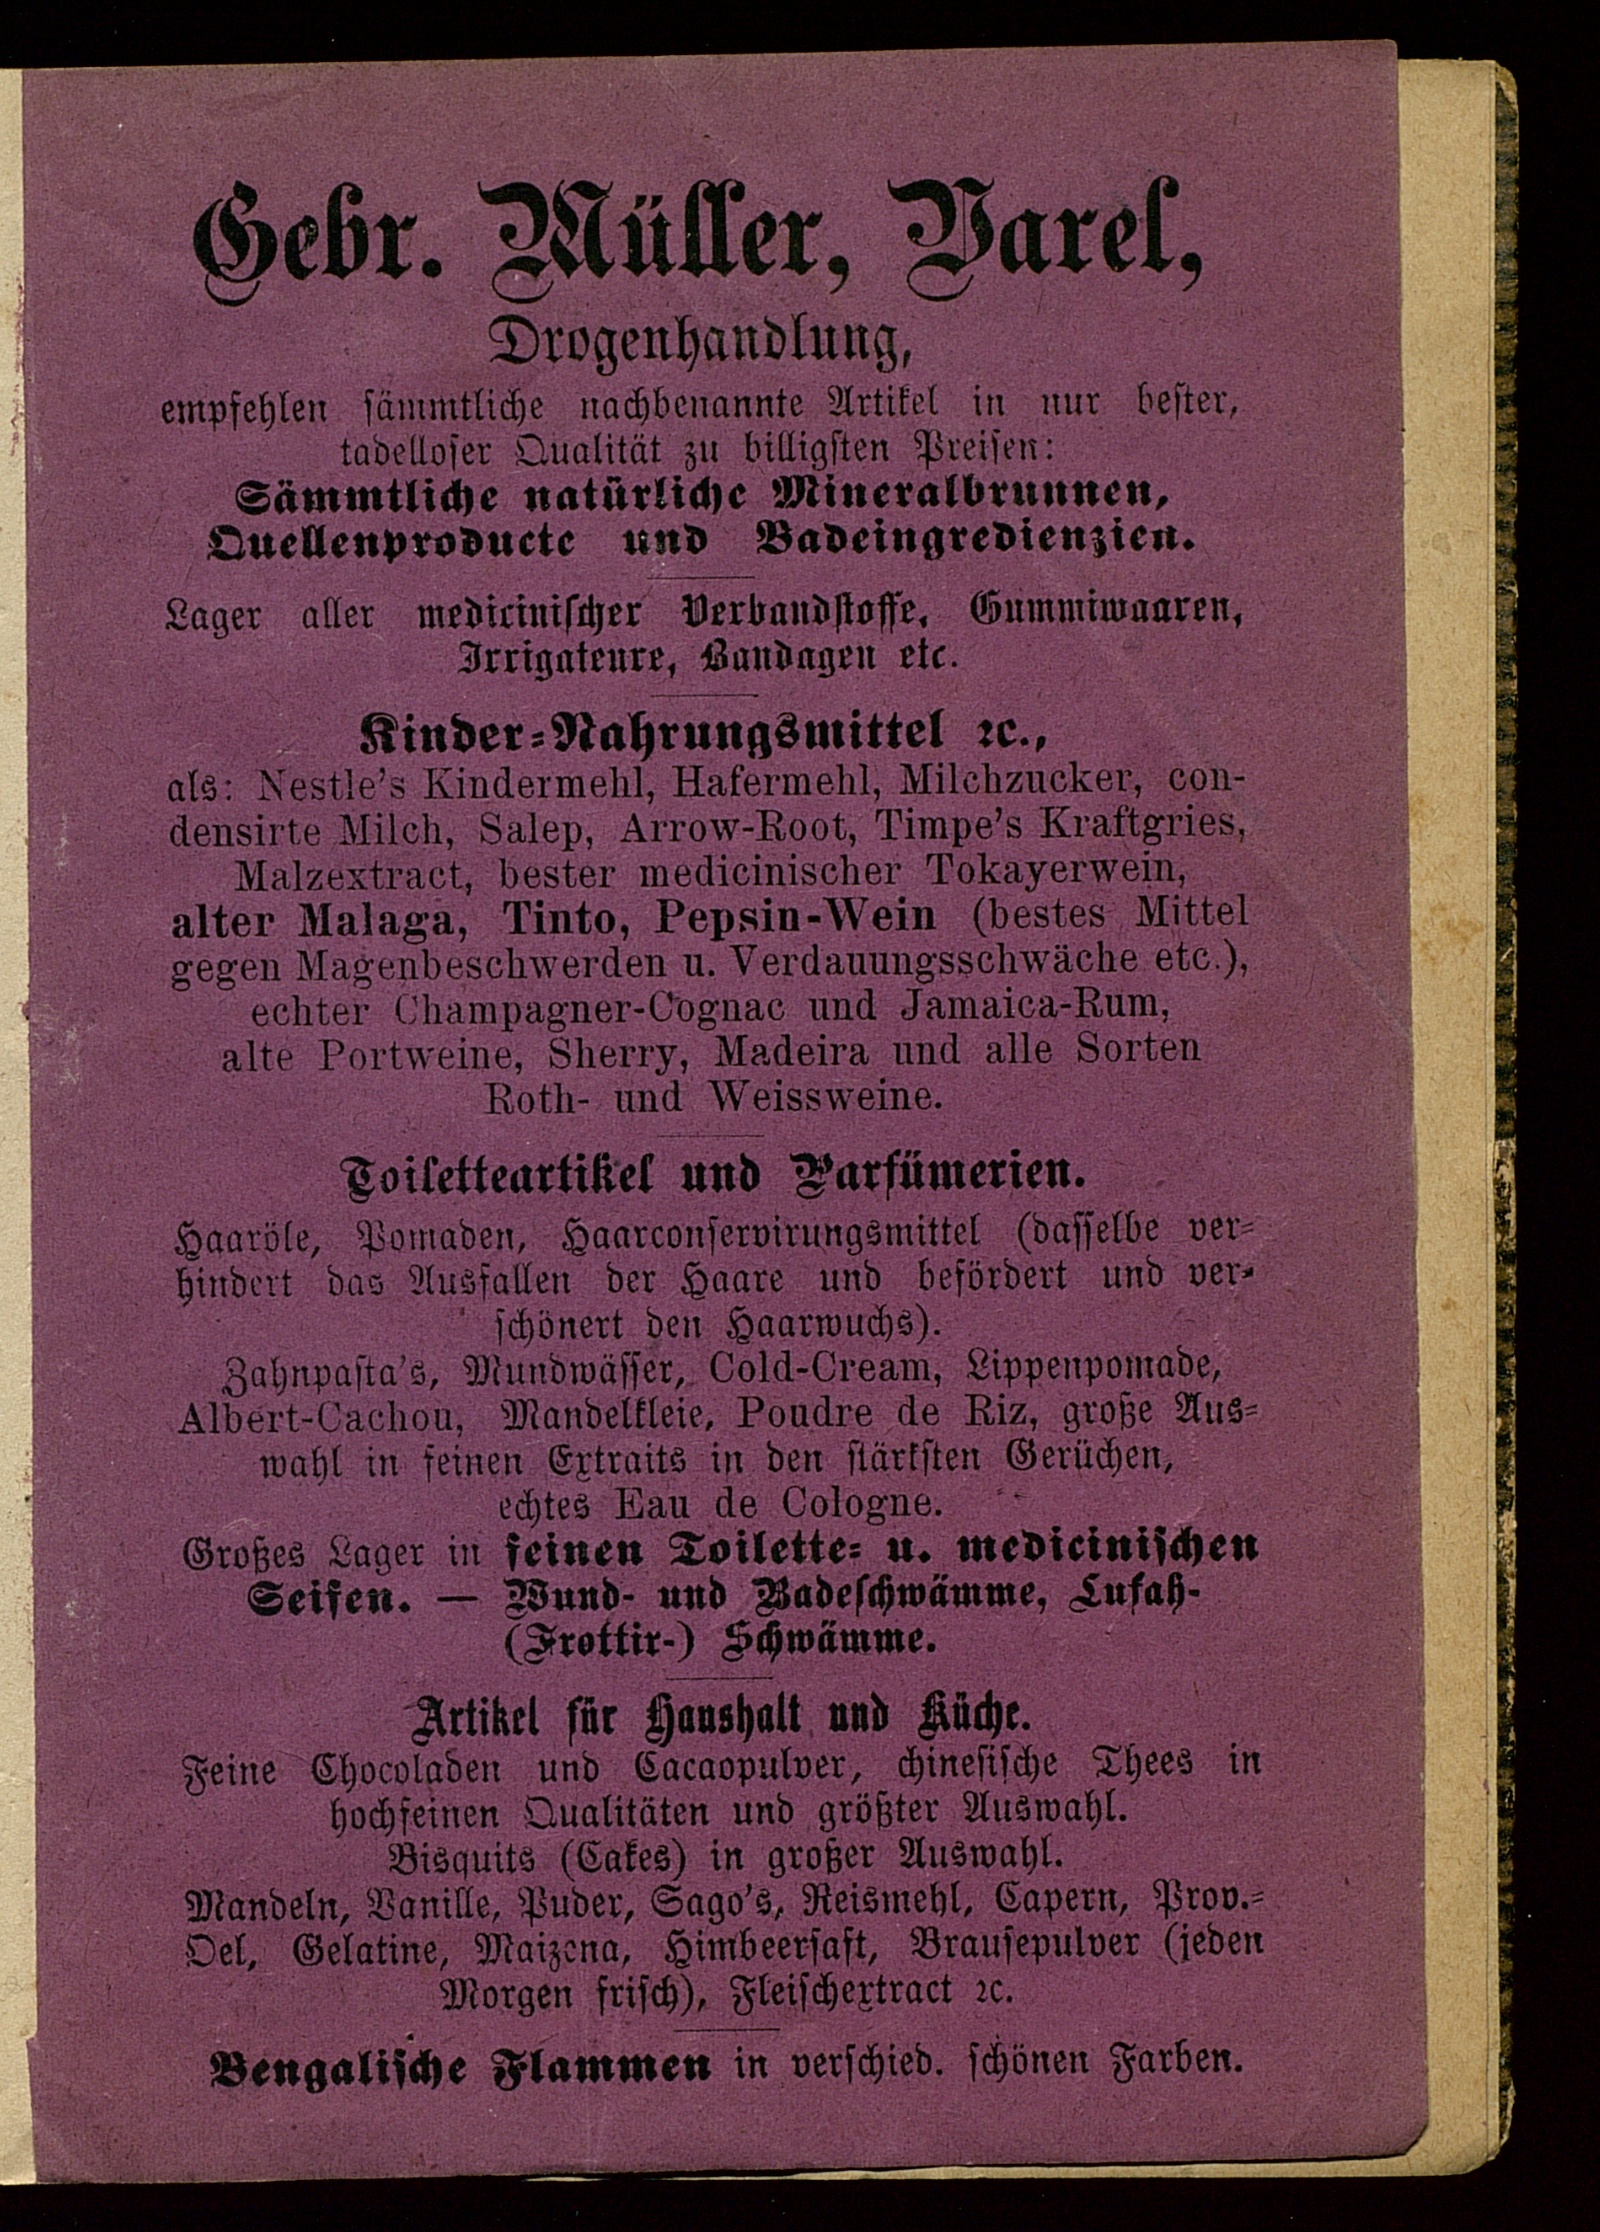 Gebr. Müller, Varel,
Drogenhandlung,
empfehlen sämmtliche nachbenannte Artikel in nur bester,
tadelloser Qualität zu billigsten Preisen:
Sämmtliche natürliche Mineralbrunnen,
Quellenproducte und Badeingredienzien.
Lager aller medicinischer Verbandstoffe, Gummiwaaren,
Irrigateure, Bandagen etc.
Kinder-Nahrungsmittel ꝛc.,
als: Nestle's Kindermehl, Hafermehl, Milchzucker, con-
densirte Milch, Salep, Arrow-Root, Timpe's Kraftgries,
Malzextract, bester medicinischer Tokayerwein,
alter Malaga, Tinto, Pepsin-Wein (bestes Mittel
gegen Magenbeschwerden u. Verdauungsschwäche etc.),
echter Champagner-Cognac und Jamaica-Rum,
alte Portweine, Sherry, Madeira und alle Sorten
Roth- und Weissweine.
Toiletteartikel und Parfümerien.
Haaröle, Pomaden, Haarconservirungsmittel (dasselbe ver-
hindert das Ausfallen der Haare und befördert und ver-
schönert den Haarwuchs).
Zahnpasta's, Mundwässer, Cold-Cream, Lippenpomade,
Albert-Cachou, Mandelkleie, Poudre de Riz, große Aus-
wahl in feinen Extraits in den stärksten Gerüchen,
echtes Eau de Cologne.
Großes Lager in feinen Toilette- u. medicinischen
Seifen. — Wund- und Badeschwämme, Lufah-
(Frottir-) Schwämme.
Artikel für Haushalt und Küche.
Feine Chocoladen und Cacaopulver, chinesische Thees in
hochfeinen Qualitäten und größter Auswahl.
Bisquits (Cakes) in großer Auswahl.
Mandeln, Vanille, Puder, Sago's, Reismehl, Capern, Prov.-
Oel, Gelatine, Maizena, Himbeersaft, Brausepulver (jeden
Morgen frisch), Fleischextract ꝛc.
Bengalische Flammen in verschied. schönen Farben.